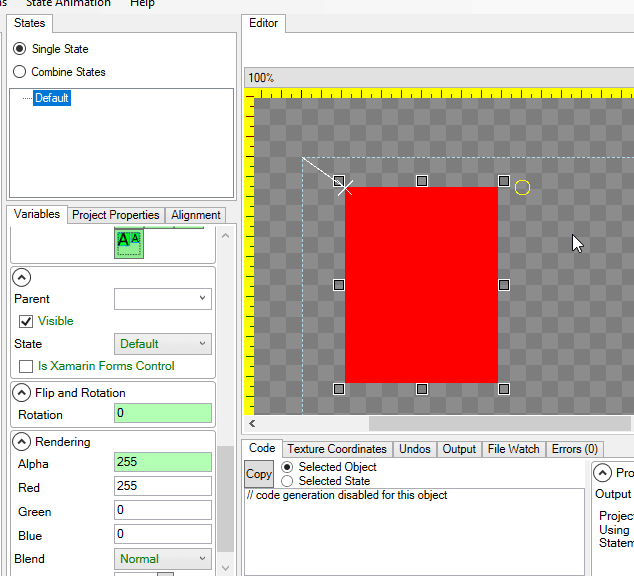 State Animation Help
States
Single State
Combine States
Default
Variables Project Properties Alignment
AA
Parent
Visible
State Default
Is Xamarin Forms Control
Flip and Rotation
Rotation 0
Rendering
Alpha 255
Red 255
Green 0
Blue 0
Blend Normal
Editor
100%
Code Texture Coordinates Undos Output File Watch Errors (0)
Copy
Selected Object
Selected State
// code generation disabled for this object
Pro
Output
Project
Using
Statem